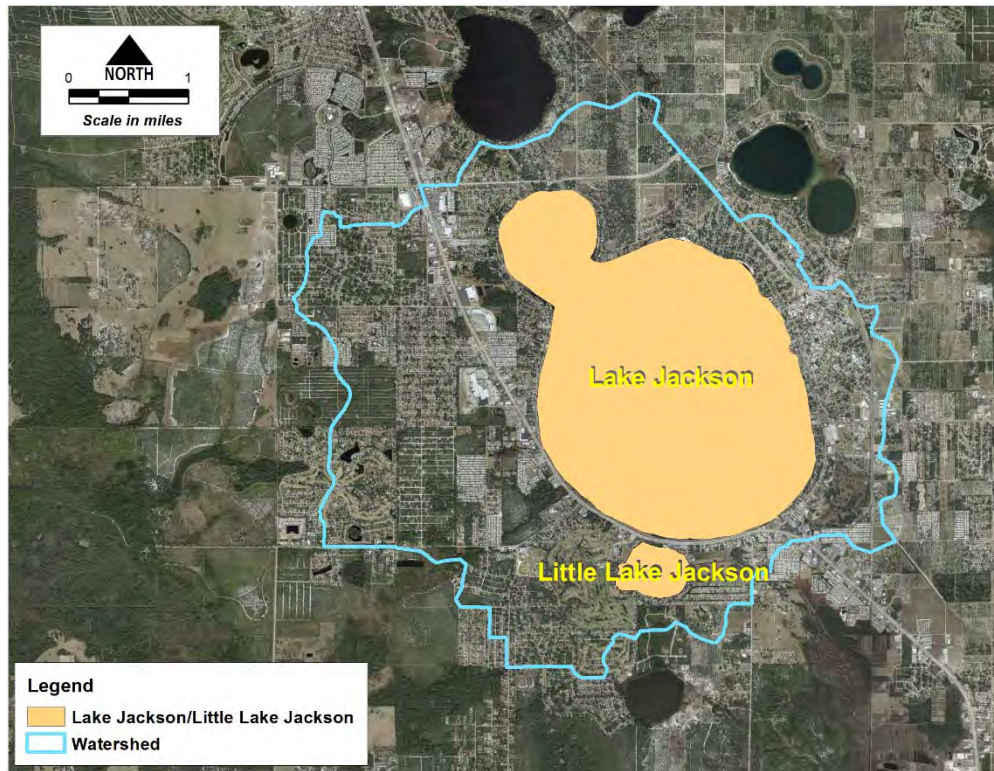 NORTH
0 1
Scale in miles
Lake Jackson
Little Lake Jackson
Legend
Lake Jackson/Little Lake Jackson
Watershed